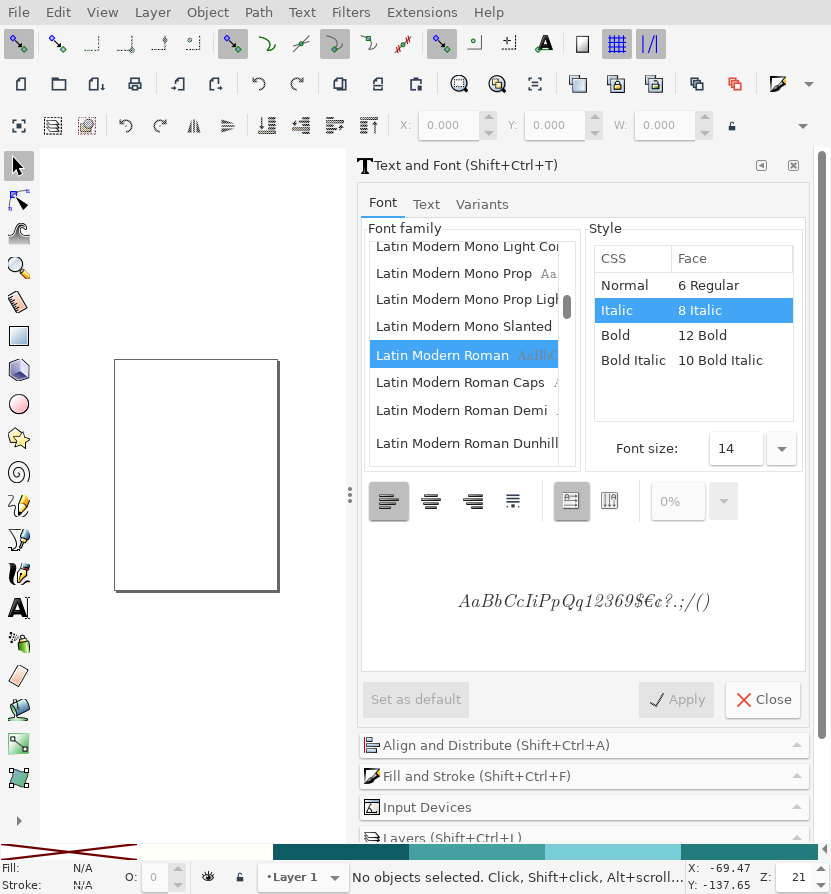 File Edit View Layer Object Path Text Filters Extensions Help
X: 0.000 Y: 0.000 W: 0.000
Text and Font (Shift+Ctrl+T)
Font Text Variants
Font family
Style
Latin Modern Mono Light Co
CSS Face
Latin Modern Mono Prop Aa
Normal 6 Regular
Latin Modern Mono Prop Ligh
Italic 8 Italic
Latin Modern Mono Slanted
Bold 12 Bold
Latin Modern Roman AaBbC
Bold Italic 10 Bold Italic
Latin Modern Roman Caps
Latin Modern Roman Demi
Latin Modern Roman Dunhill
Font size: 14
0%
AaBbCcIiPpQq12369$€¢?.;/()
Set as default Apply Close
Align and Distribute (Shift+Ctrl+A)
Fill and Stroke (Shift+Ctrl+F)
Input Devices
Layers (Shift+Ctrl+L)
Fill: N/A
Stroke: N/A
O: 0
•Layer 1
No objects selected. Click, Shift+click, Alt+scroll...
X: -69.47
Y: -137.65
Z: 21